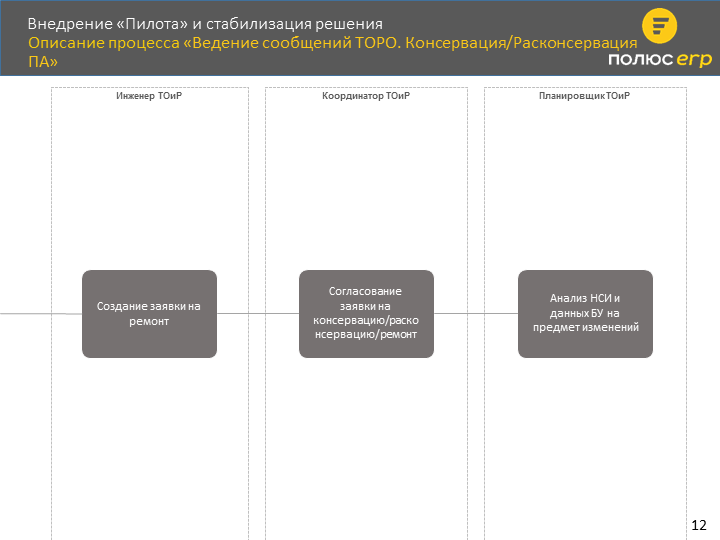 Внедрение «Пилота» и стабилизация решения
Описание процесса «Ведение сообщений ТОРО. Консервация/Расконсервация
ПА»
ПОЛЮС erp
Инженер ТОиР
Координатор ТОиР
Планировщик ТОиР
Создание заявки на
ремонт
Согласование
заявки на
консервацию/раско
нсервацию/ремонт
Анализ НСИ и
данных БУ на
предмет изменений
12